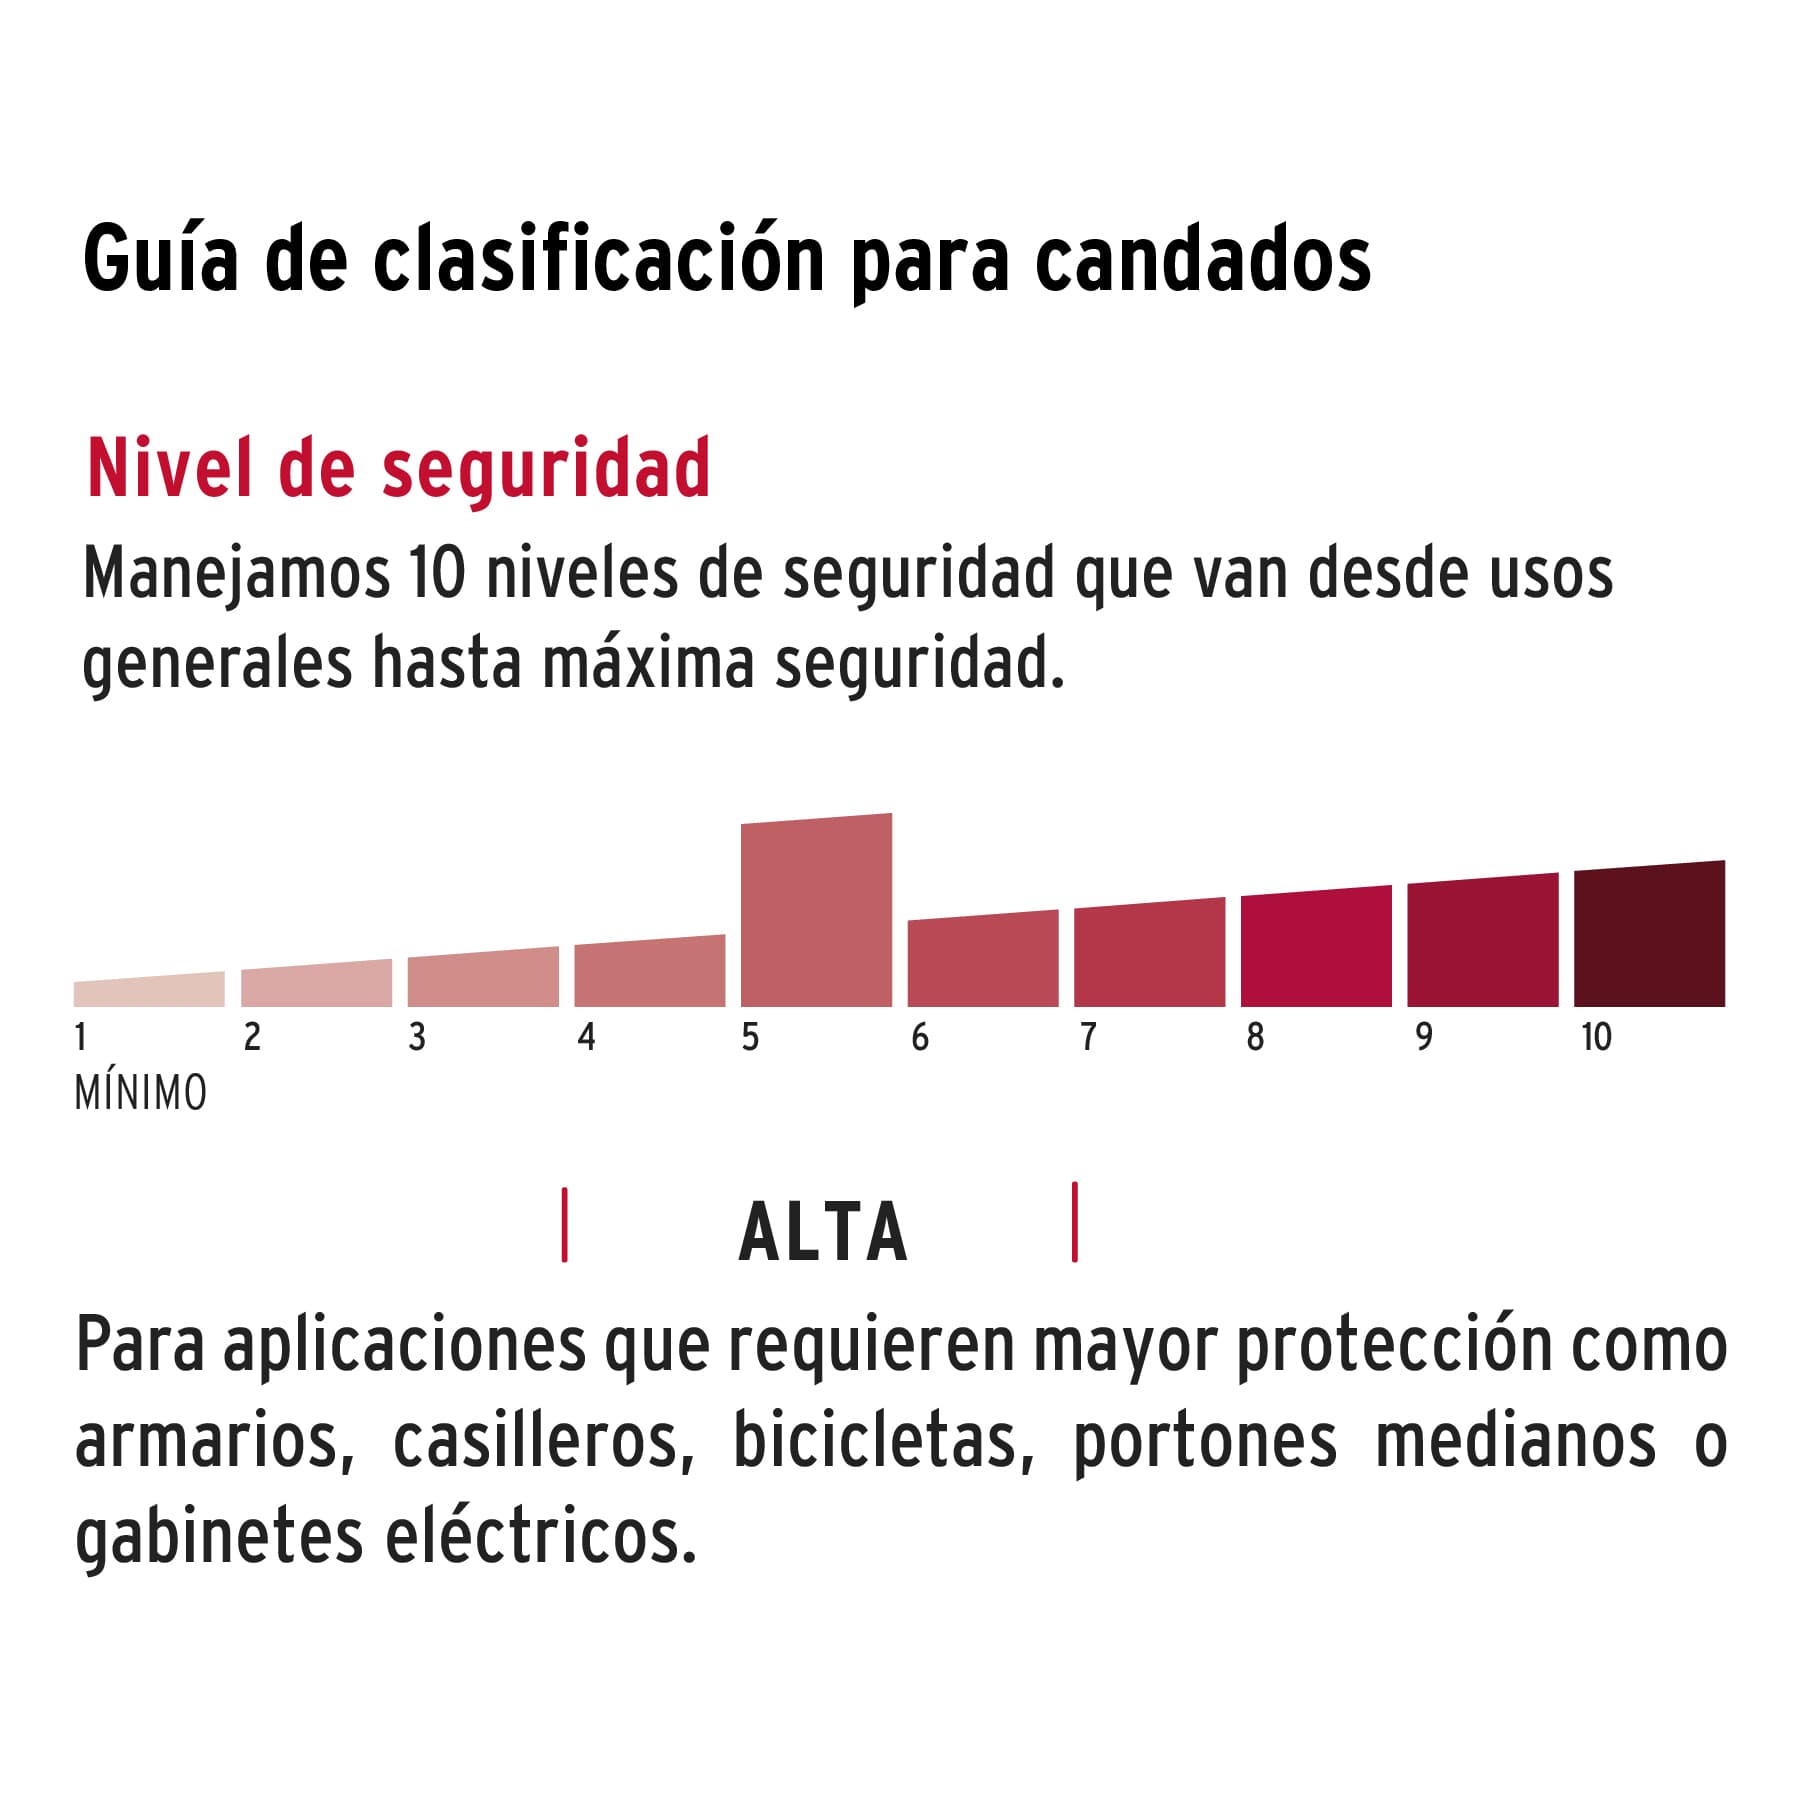 Guía de clasificación para candados
Nivel de seguridad
Manejamos 10 niveles de seguridad que van desde usos
generales hasta máxima seguridad.
1 2 3 4 5 6 7 8 9 10
MÍNIMO
ALTA
Para aplicaciones que requieren mayor protección como
armarios, casilleros, bicicletas, portones medianos o
gabinetes eléctricos.